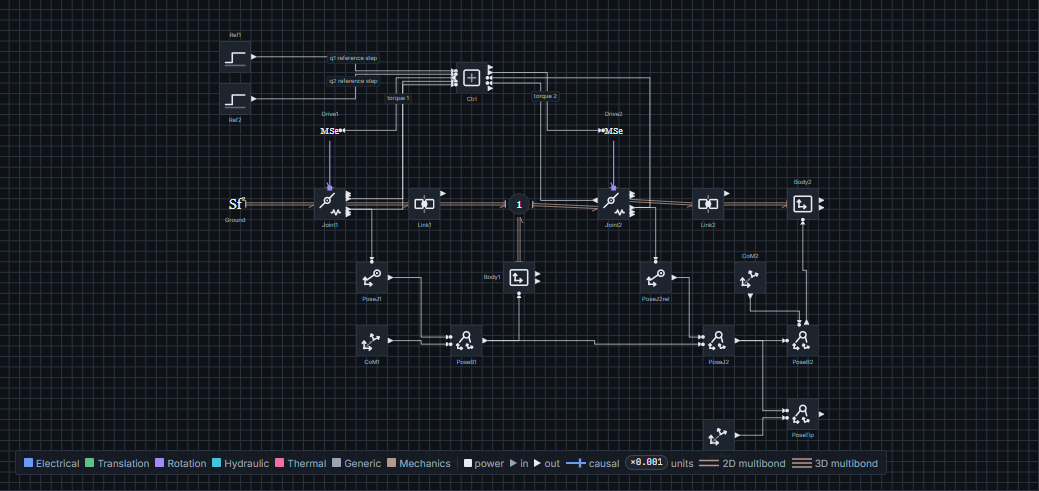 Ref1
q1 reference step
q2 reference step
Ctrl
torque 1
torque 2
Ref2
Drive1
Drive2
MSe
MSe
Body2
Sf
Ground
Joint1
Link1
1
Joint2
Link2
CoM2
Body1
PoseJ1
PoseJ2rel
CoM1
PoseB1
PoseJ2
PoseB2
PoseTip
Electrical Translation Rotation Hydraulic Thermal Generic Mechanics power in out causal ×0.001 units 2D multibond 3D multibond